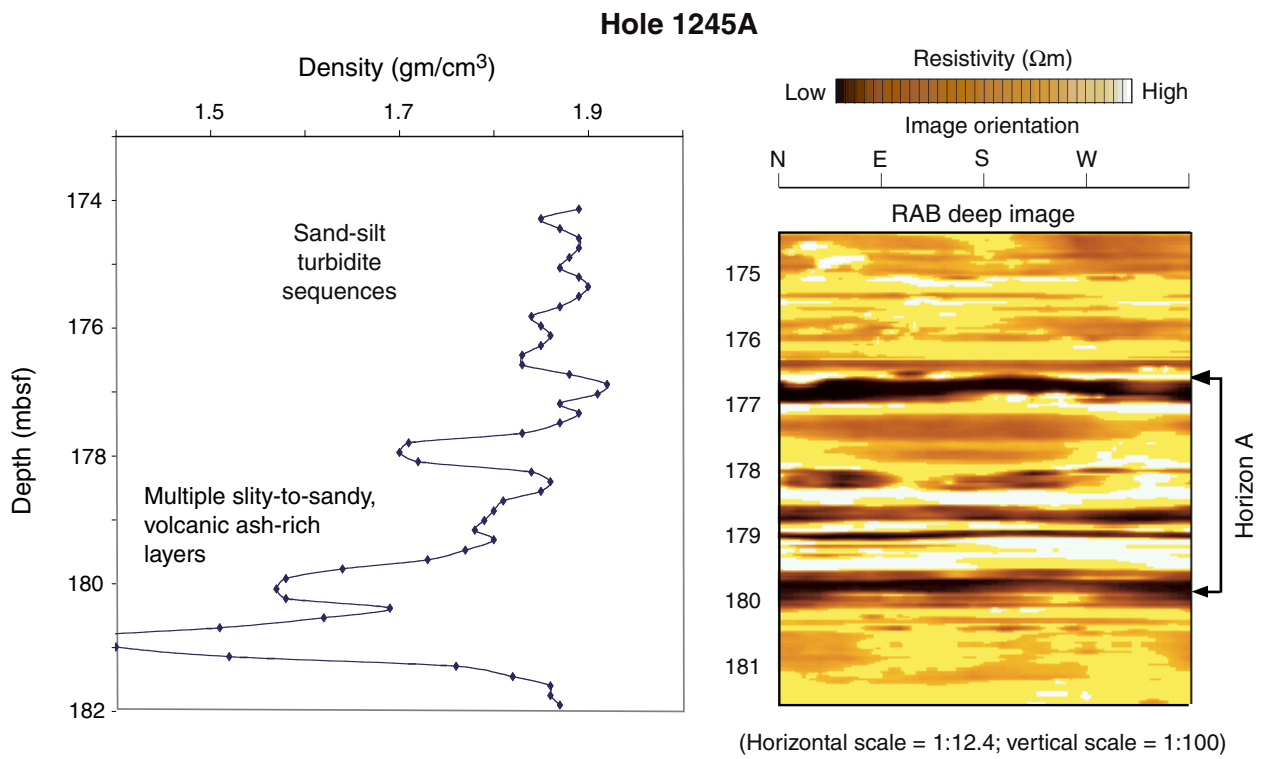 Hole 1245A
Density (gm/cm³)
1.5 1.7 1.9
Depth (mbsf)
174
176
178
180
182
Sand-silt
turbidite
sequences
Multiple slity-to-sandy,
volcanic ash-rich
layers
Resistivity (Ωm)
Low High
Image orientation
N E S W
RAB deep image
175
176
177
178
179
180
181
Horizon A
(Horizontal scale = 1:12.4; vertical scale = 1:100)